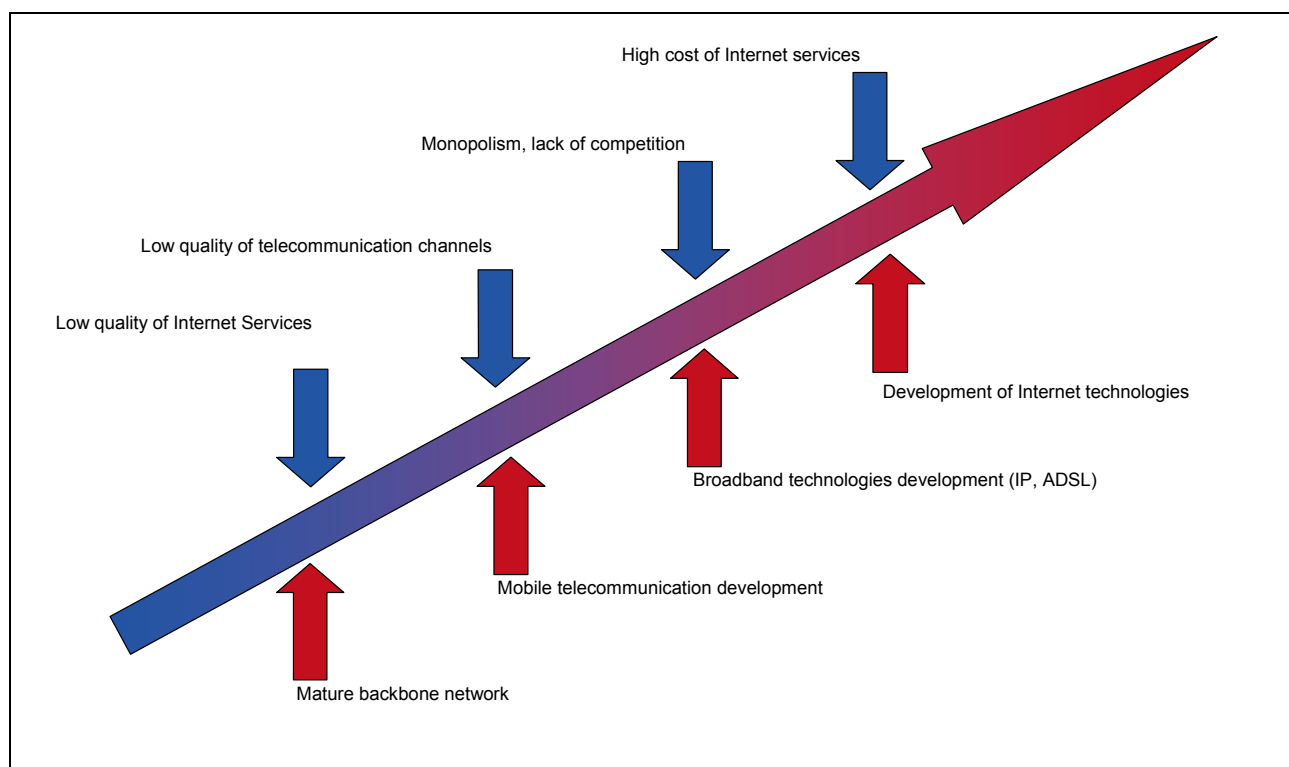 High cost of Internet services
Monopolism, lack of competition
Low quality of telecommunication channels
Low quality of Internet Services
Development of Internet technologies
Broadband technologies development (IP, ADSL)
Mobile telecommunication development
Mature backbone network